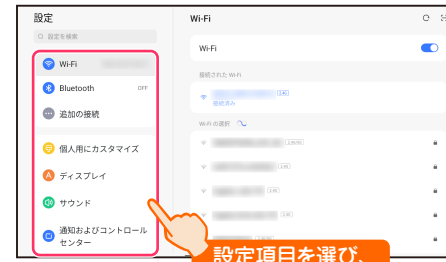 設定
設定を検索
Wi-Fi
Bluetooth
OFF
追加の接続
個人用にカスタマイズ
ディスプレイ
サウンド
通知およびコントロール
センター
Wi-Fi
Wi-Fi
接続された Wi-Fi
接続済み
Wi-Fi の選択
設定項目を選び、